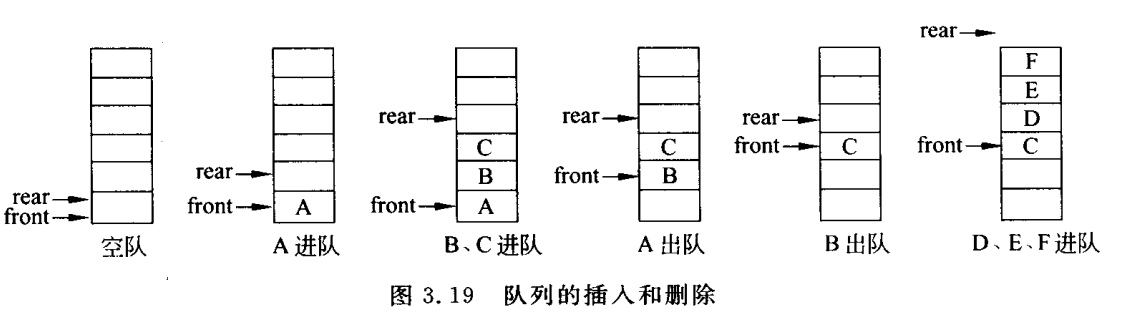 rear
front
空队
rear
front
A
A 进队
rear
C
B
front
A
B、C 进队
rear
C
front
B
A 出队
rear
front
C
B 出队
rear
F
E
D
front
C
D、E、F 进队
图 3.19 队列的插入和删除